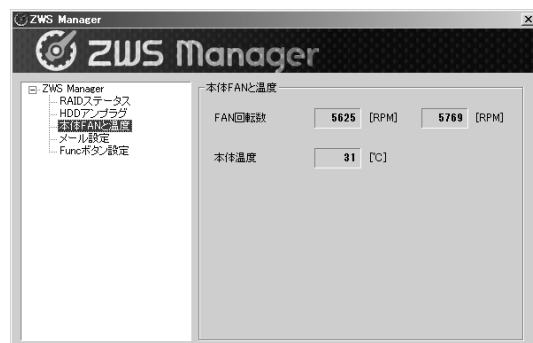 ZWS Manager
ZWS Manager
ZWS Manager
RAIDステータス
HDDアンプラグ
本体FANと温度
メール設定
Funcボタン設定
本体FANと温度
FAN回転数 5625 [RPM] 5769 [RPM]
本体温度 31 [℃]